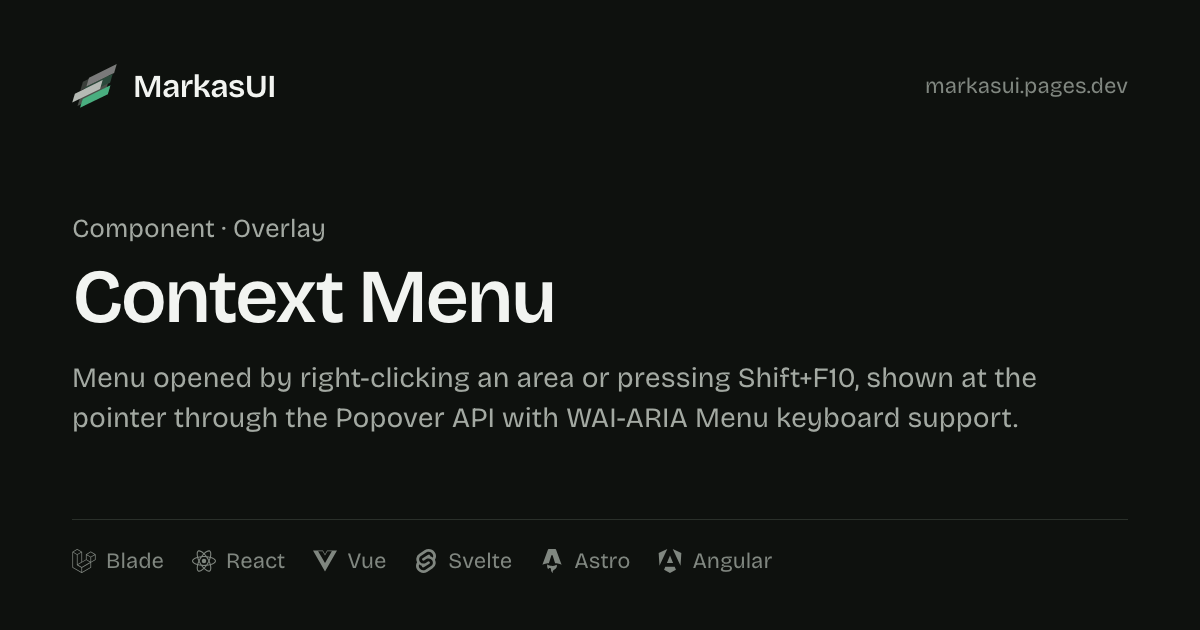 MarkasUI
markasui.pages.dev
Component · Overlay
Context Menu
Menu opened by right-clicking an area or pressing Shift+F10, shown at the
pointer through the Popover API with WAI-ARIA Menu keyboard support.
Blade React Vue Svelte Astro Angular